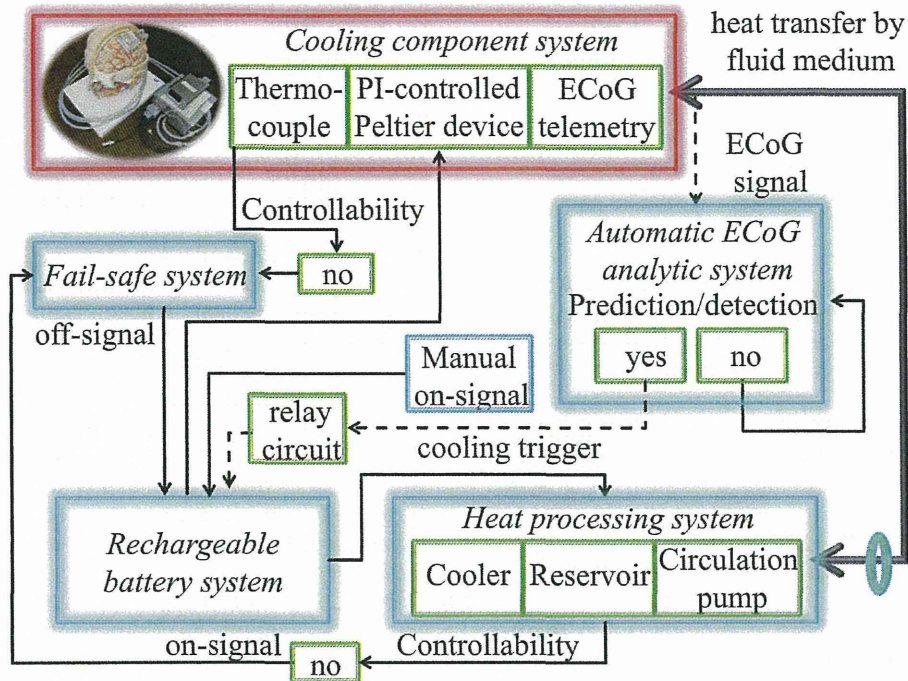 Cooling component system
Thermo-
couple
PI-controlled
Peltier device
ECoG
telemetry
heat transfer by
fluid medium
ECoG
signal
Controllability
no
Fail-safe system
off-signal
Automatic ECoG
analytic system
Prediction/detection
yes
no
Manual
on-signal
relay
circuit
cooling trigger
Rechargeable
battery system
Heat processing system
Cooler
Reservoir
Circulation
pump
on-signal
no
Controllability